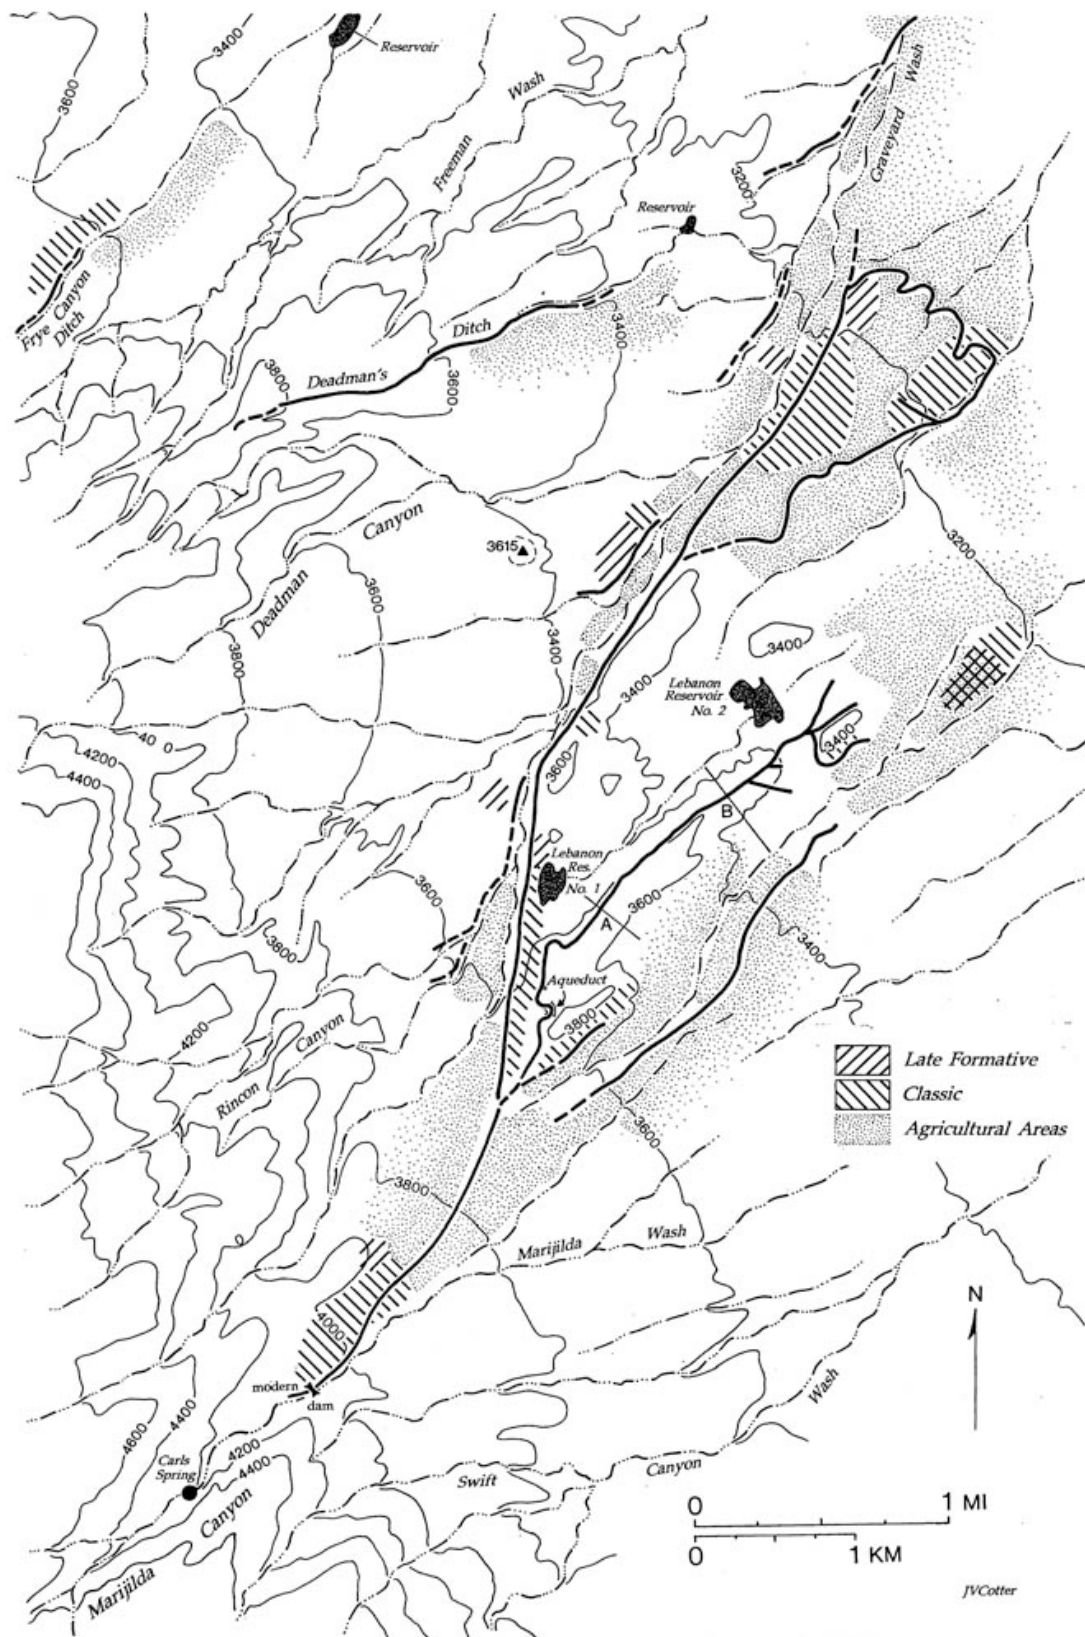 3400
Reservoir
3600
Wash
Freeman
Wash
Graveyard
3200
Reservoir
Frye Canyon
Ditch
Ditch
Deadman's
3400
3800
3600
Canyon
3615
Deadman
3600
3800
3400
3200
3400
3400
Lebanon
Reservoir
No. 2
40 0
4200
4400
3600
3400
B
Lebanon
Res.
No. 1
3600
3600
A
3800
3400
Aqueduct
3800
4200
Canyon
Rincon
Late Formative
Classic
Agricultural Areas
3600
3800
0
Marijilda
Wash
4000
N
modern
dam
Wash
4600
4400
4200
Carls
Spring
4400
Canyon
Swift
Canyon
Marijilda
0
1 MI
0
1 KM
JVCotter